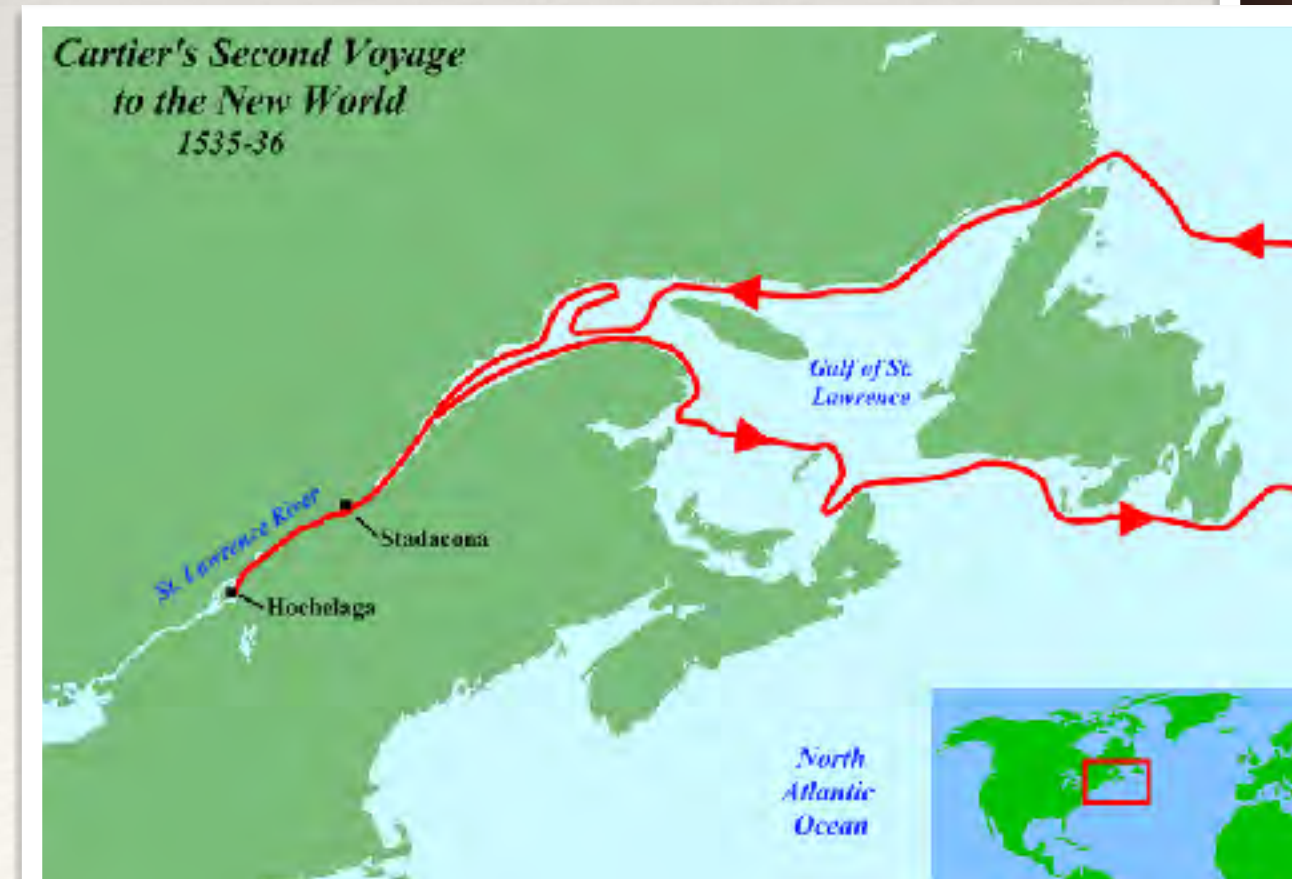 Cartier's Second Voyage
to the New World
1535-36
Gulf of St.
Lawrence
St. Lawrence River
Stadacona
Hochelaga
North
Atlantic
Ocean